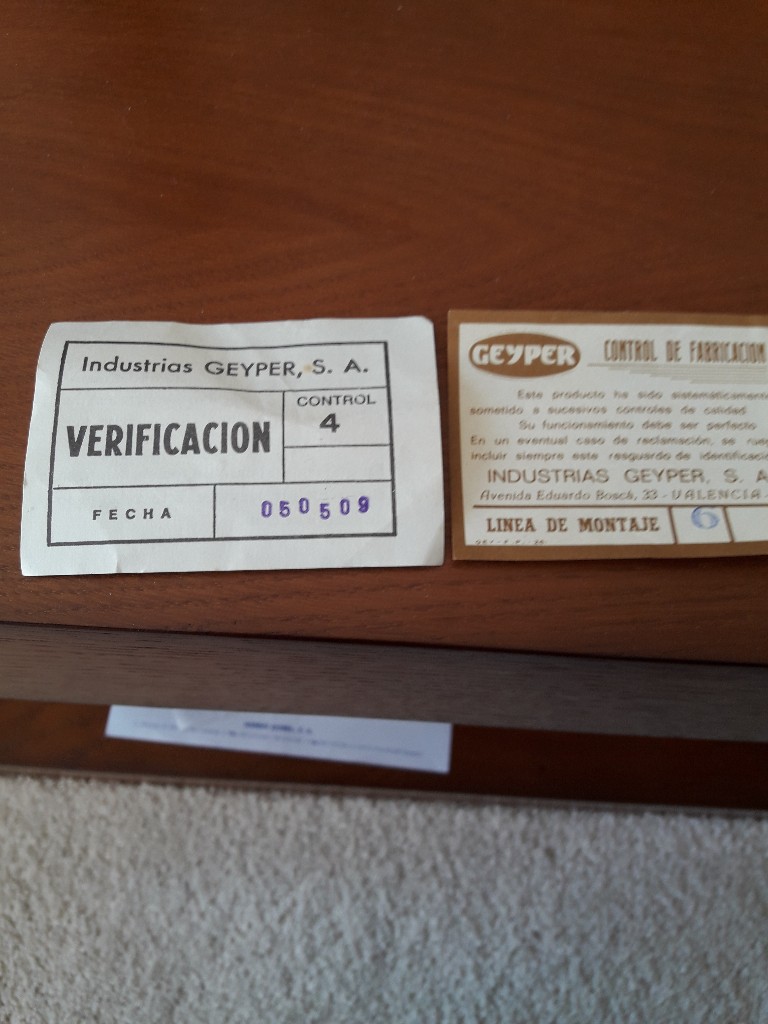 Industrias GEYPER, S. A.
VERIFICACION
CONTROL
4
FECHA
050509
GEYPER
CONTROL DE FABRICACION
Este producto ha sido sistemáticamente
sometido a sucesivos controles de calidad
Su funcionamiento debe ser perfecto
En un eventual caso de reclamación, se
incluir siempre este resguardo de
INDUSTRIAS GEYPER, S.
Avenida Eduardo Boscá, 33 - VALENCIA -
LINEA DE MONTAJE
6